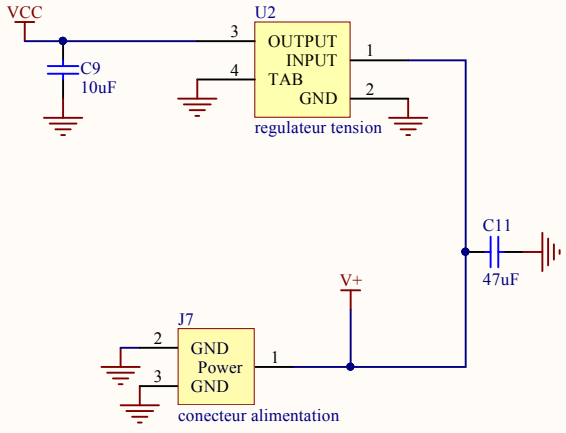 VCC
U2
3
OUTPUT
INPUT
1
C9
10uF
4
TAB
GND
2
regulateur tension
C11
47uF
V+
J7
2
GND
Power
1
3
GND
conecteur alimentation